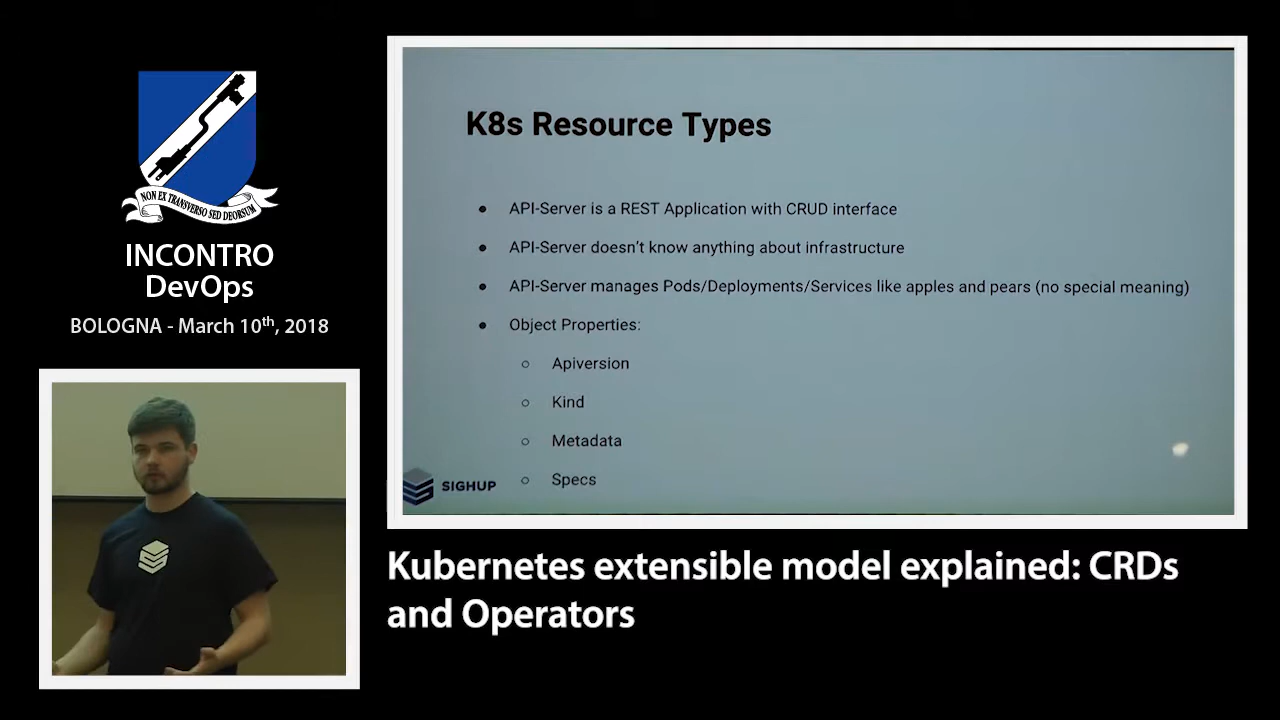 NON EX TRANSVERSO SED DEORSUM
INCONTRO
DevOps
BOLOGNA - March 10th, 2018
K8s Resource Types
● API-Server is a REST Application with CRUD interface
● API-Server doesn't know anything about infrastructure
● API-Server manages Pods/Deployments/Services like apples and pears (no special meaning)
● Object Properties:
○ Apiversion
○ Kind
○ Metadata
○ Specs
SIGHUP
Kubernetes extensible model explained: CRDs
and Operators